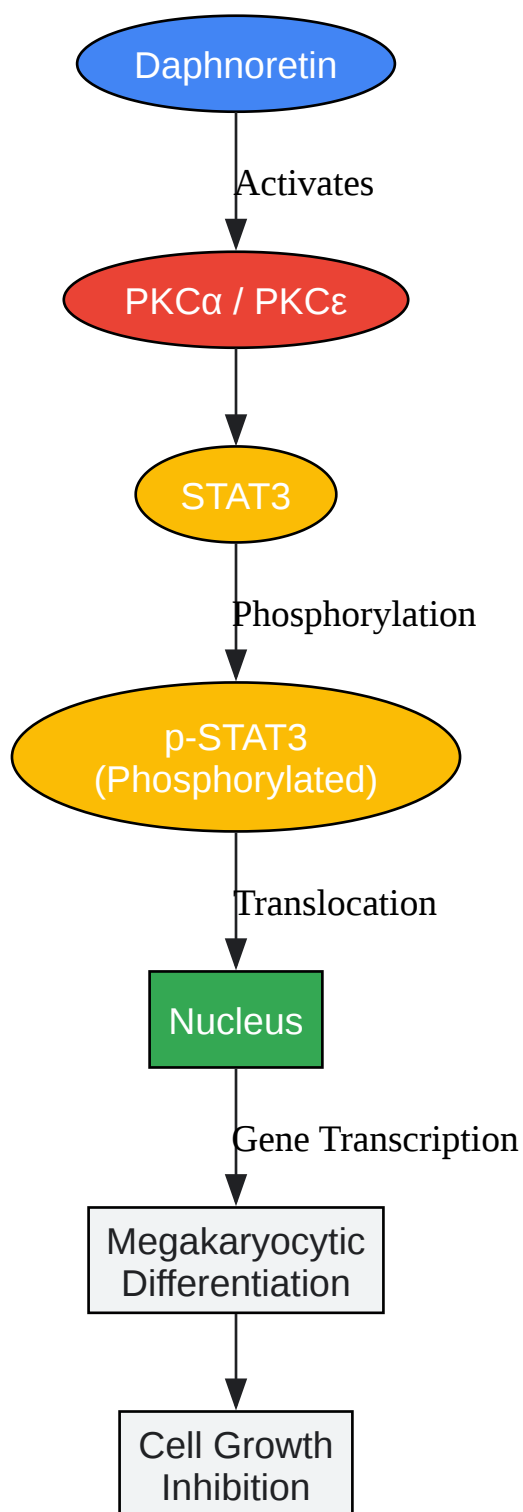 Daphnoretin
Activates
PKCα / PKCε
STAT3
Phosphorylation
p-STAT3
(Phosphorylated)
Translocation
Nucleus
Gene Transcription
Megakaryocytic
Differentiation
Cell Growth
Inhibition